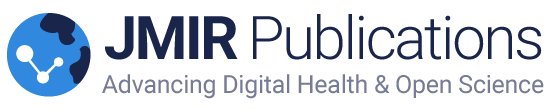 JMIR Publications
Advancing Digital Health & Open Science